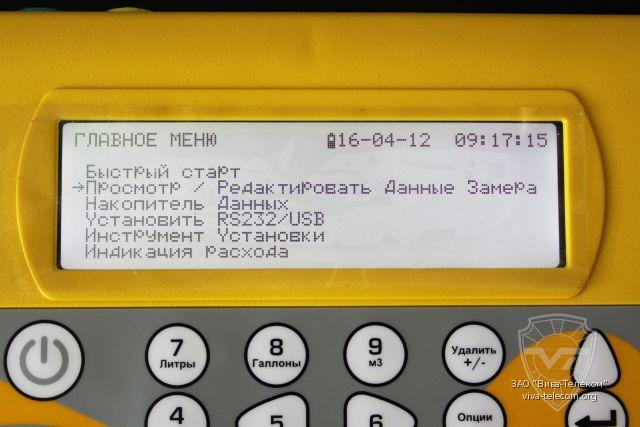 ГЛАВНОЕ МЕНЮ 16-04-12 09:17:15
Быстрый старт
→Просмотр / Редактировать Данные Замера
Накопитель Данных
Установить RS232/USB
Инструмент Установки
Индикация расхода
7 8 9 Удалить
Литры Галлоны м3 +/-
4 5 6 Опции
ЗАО "Вива-Телеком"
viva-telecom.org